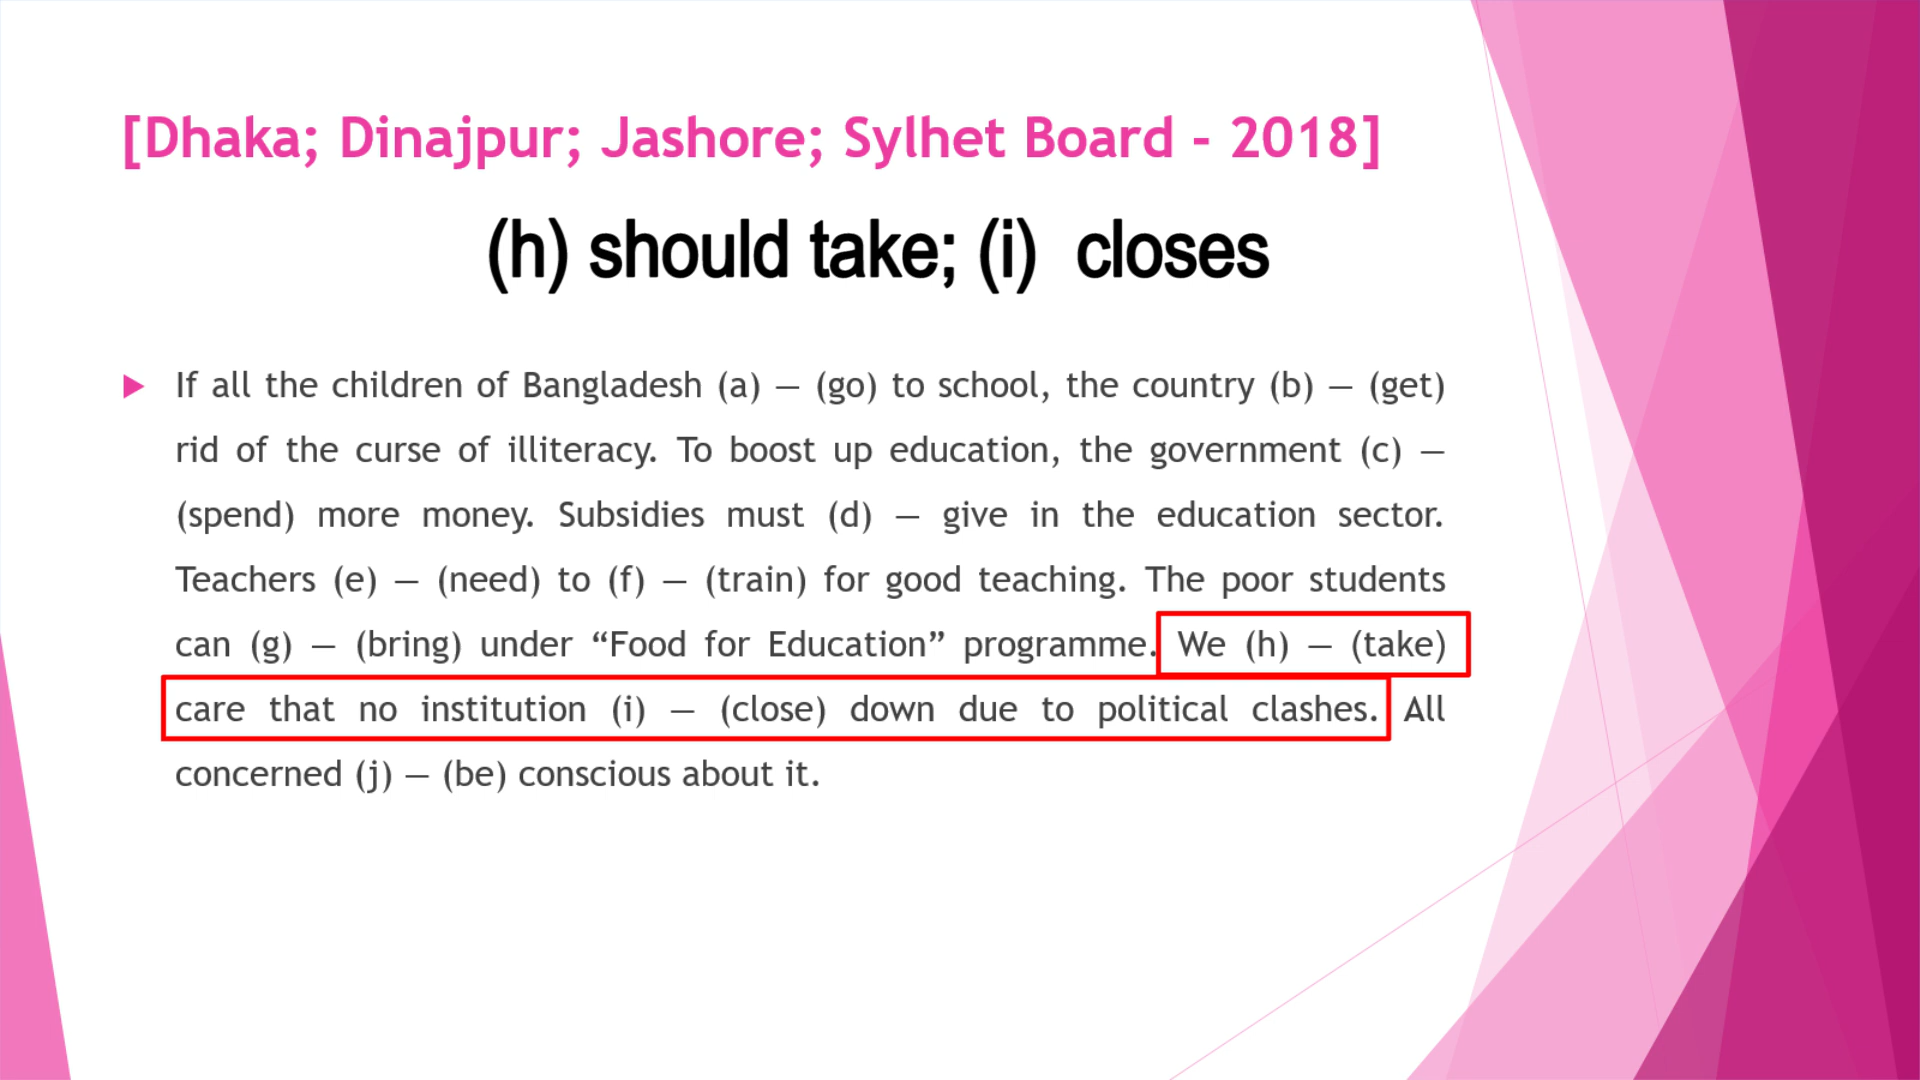 [Dhaka; Dinajpur; Jashore; Sylhet Board - 2018]
(h) should take; (i) closes
If all the children of Bangladesh (a) — (go) to school, the country (b) — (get)
rid of the curse of illiteracy. To boost up education, the government (c) —
(spend) more money. Subsidies must (d) — give in the education sector.
Teachers (e) — (need) to (f) — (train) for good teaching. The poor students
can (g) — (bring) under “Food for Education” programme. We (h) — (take)
care that no institution (i) — (close) down due to political clashes. All
concerned (j) — (be) conscious about it.